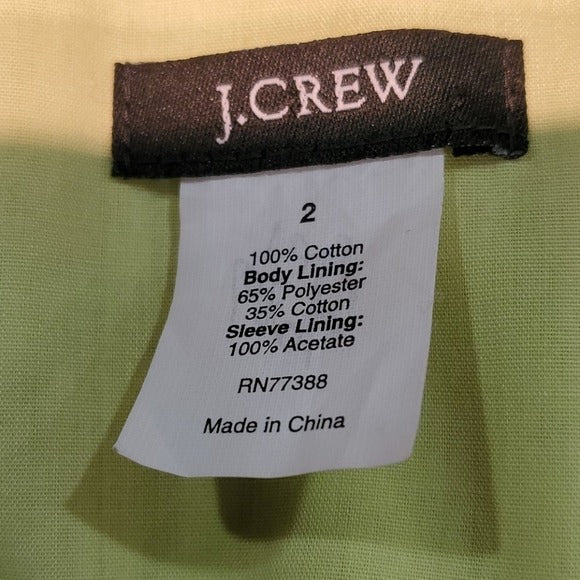 J.CREW
2
100% Cotton
Body Lining:
65% Polyester
35% Cotton
Sleeve Lining:
100% Acetate
RN77388
Made in China